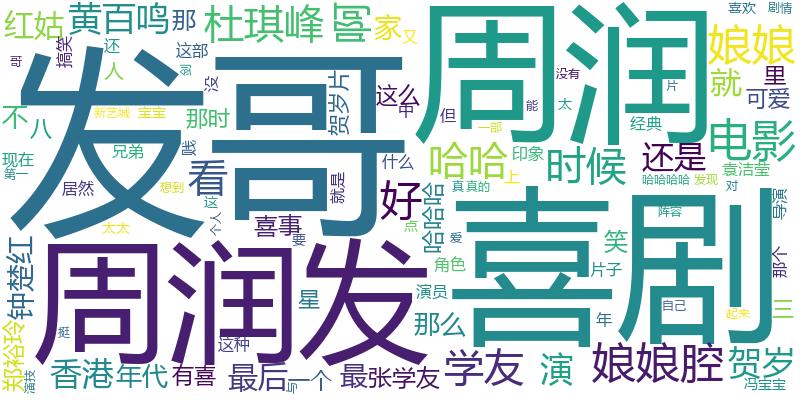 红姑
黄百鸣
那
杜琪峰
家
又
喜欢
剧情
哥
搞笑
还
人
这部
没
贺岁片
这么
中
没有
片
娘娘
就
里
可爱
周润
发哥
不
八
新艺城
宝宝
那时
但
能
太
一部
经典
电影
现在
第一
兄弟
看
什么
哈哈
印象
时候
还是
袁洁莹
居然
想到
这
就是
好
哈哈哈
真真的
上
哈哈哈哈
发现
对
太太
个人
喜事
要
点
爱
笑
阵容
导演
喜剧
钟楚红
周润发
星
角色
片子
那个
演员
年
自己
三
郑裕玲
挺
这种
那么
起来
演技
香港
年代
有喜
最后
与
一个
最
张学友
学友
演
娘娘腔
贺岁
冯宝宝